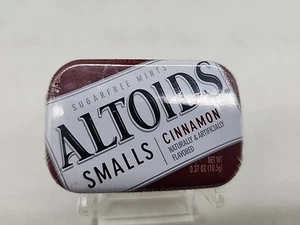 SUGARFREE MINTS
ALTOIDS
SMALLS
CINNAMON
NATURALLY & ARTIFICIALLY
FLAVORED
NET WT
0.37 OZ (10.5g)